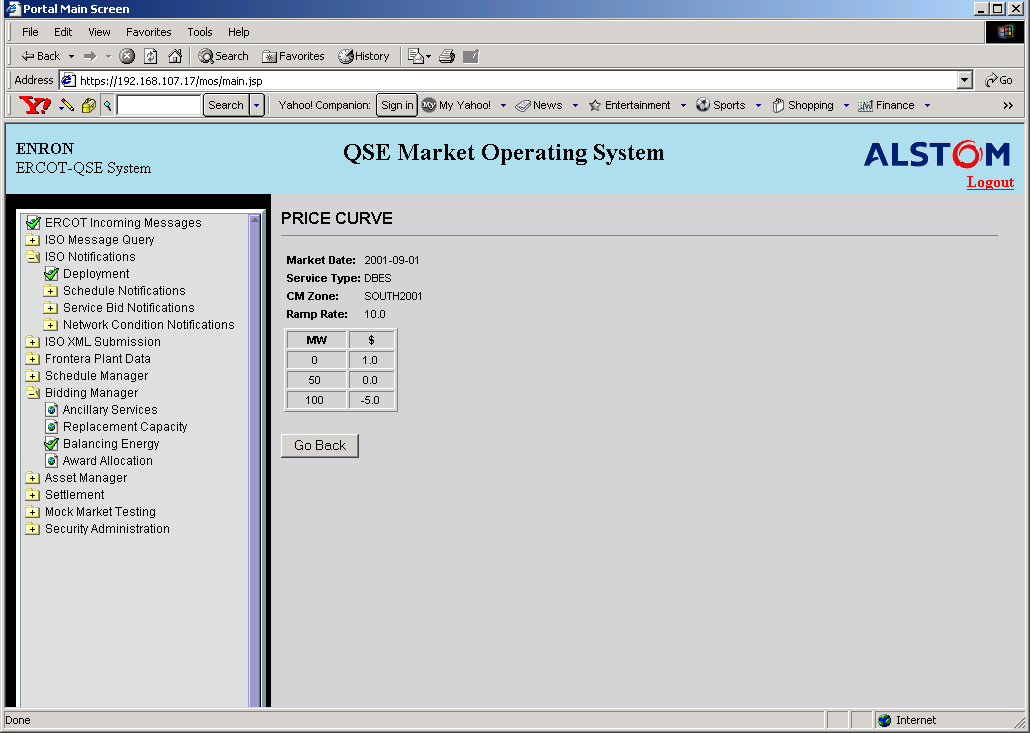 Portal Main Screen
File Edit View Favorites Tools Help
Back Search Favorites History
Address https://192.168.107.17/mos/main.jsp Go
Y! Search Yahoo! Companion: Sign in My Yahoo! News Entertainment Sports Shopping Finance »
ENRON
ERCOT-QSE System
QSE Market Operating System
ALSTOM
Logout
ERCOT Incoming Messages
ISO Message Query
ISO Notifications
Deployment
Schedule Notifications
Service Bid Notifications
Network Condition Notifications
ISO XML Submission
Frontera Plant Data
Schedule Manager
Bidding Manager
Ancillary Services
Replacement Capacity
Balancing Energy
Award Allocation
Asset Manager
Settlement
Mock Market Testing
Security Administration
PRICE CURVE
Market Date: 2001-09-01
Service Type: DBES
CM Zone: SOUTH2001
Ramp Rate: 10.0
MW $
0 1.0
50 0.0
100 -5.0
Go Back
Done Internet